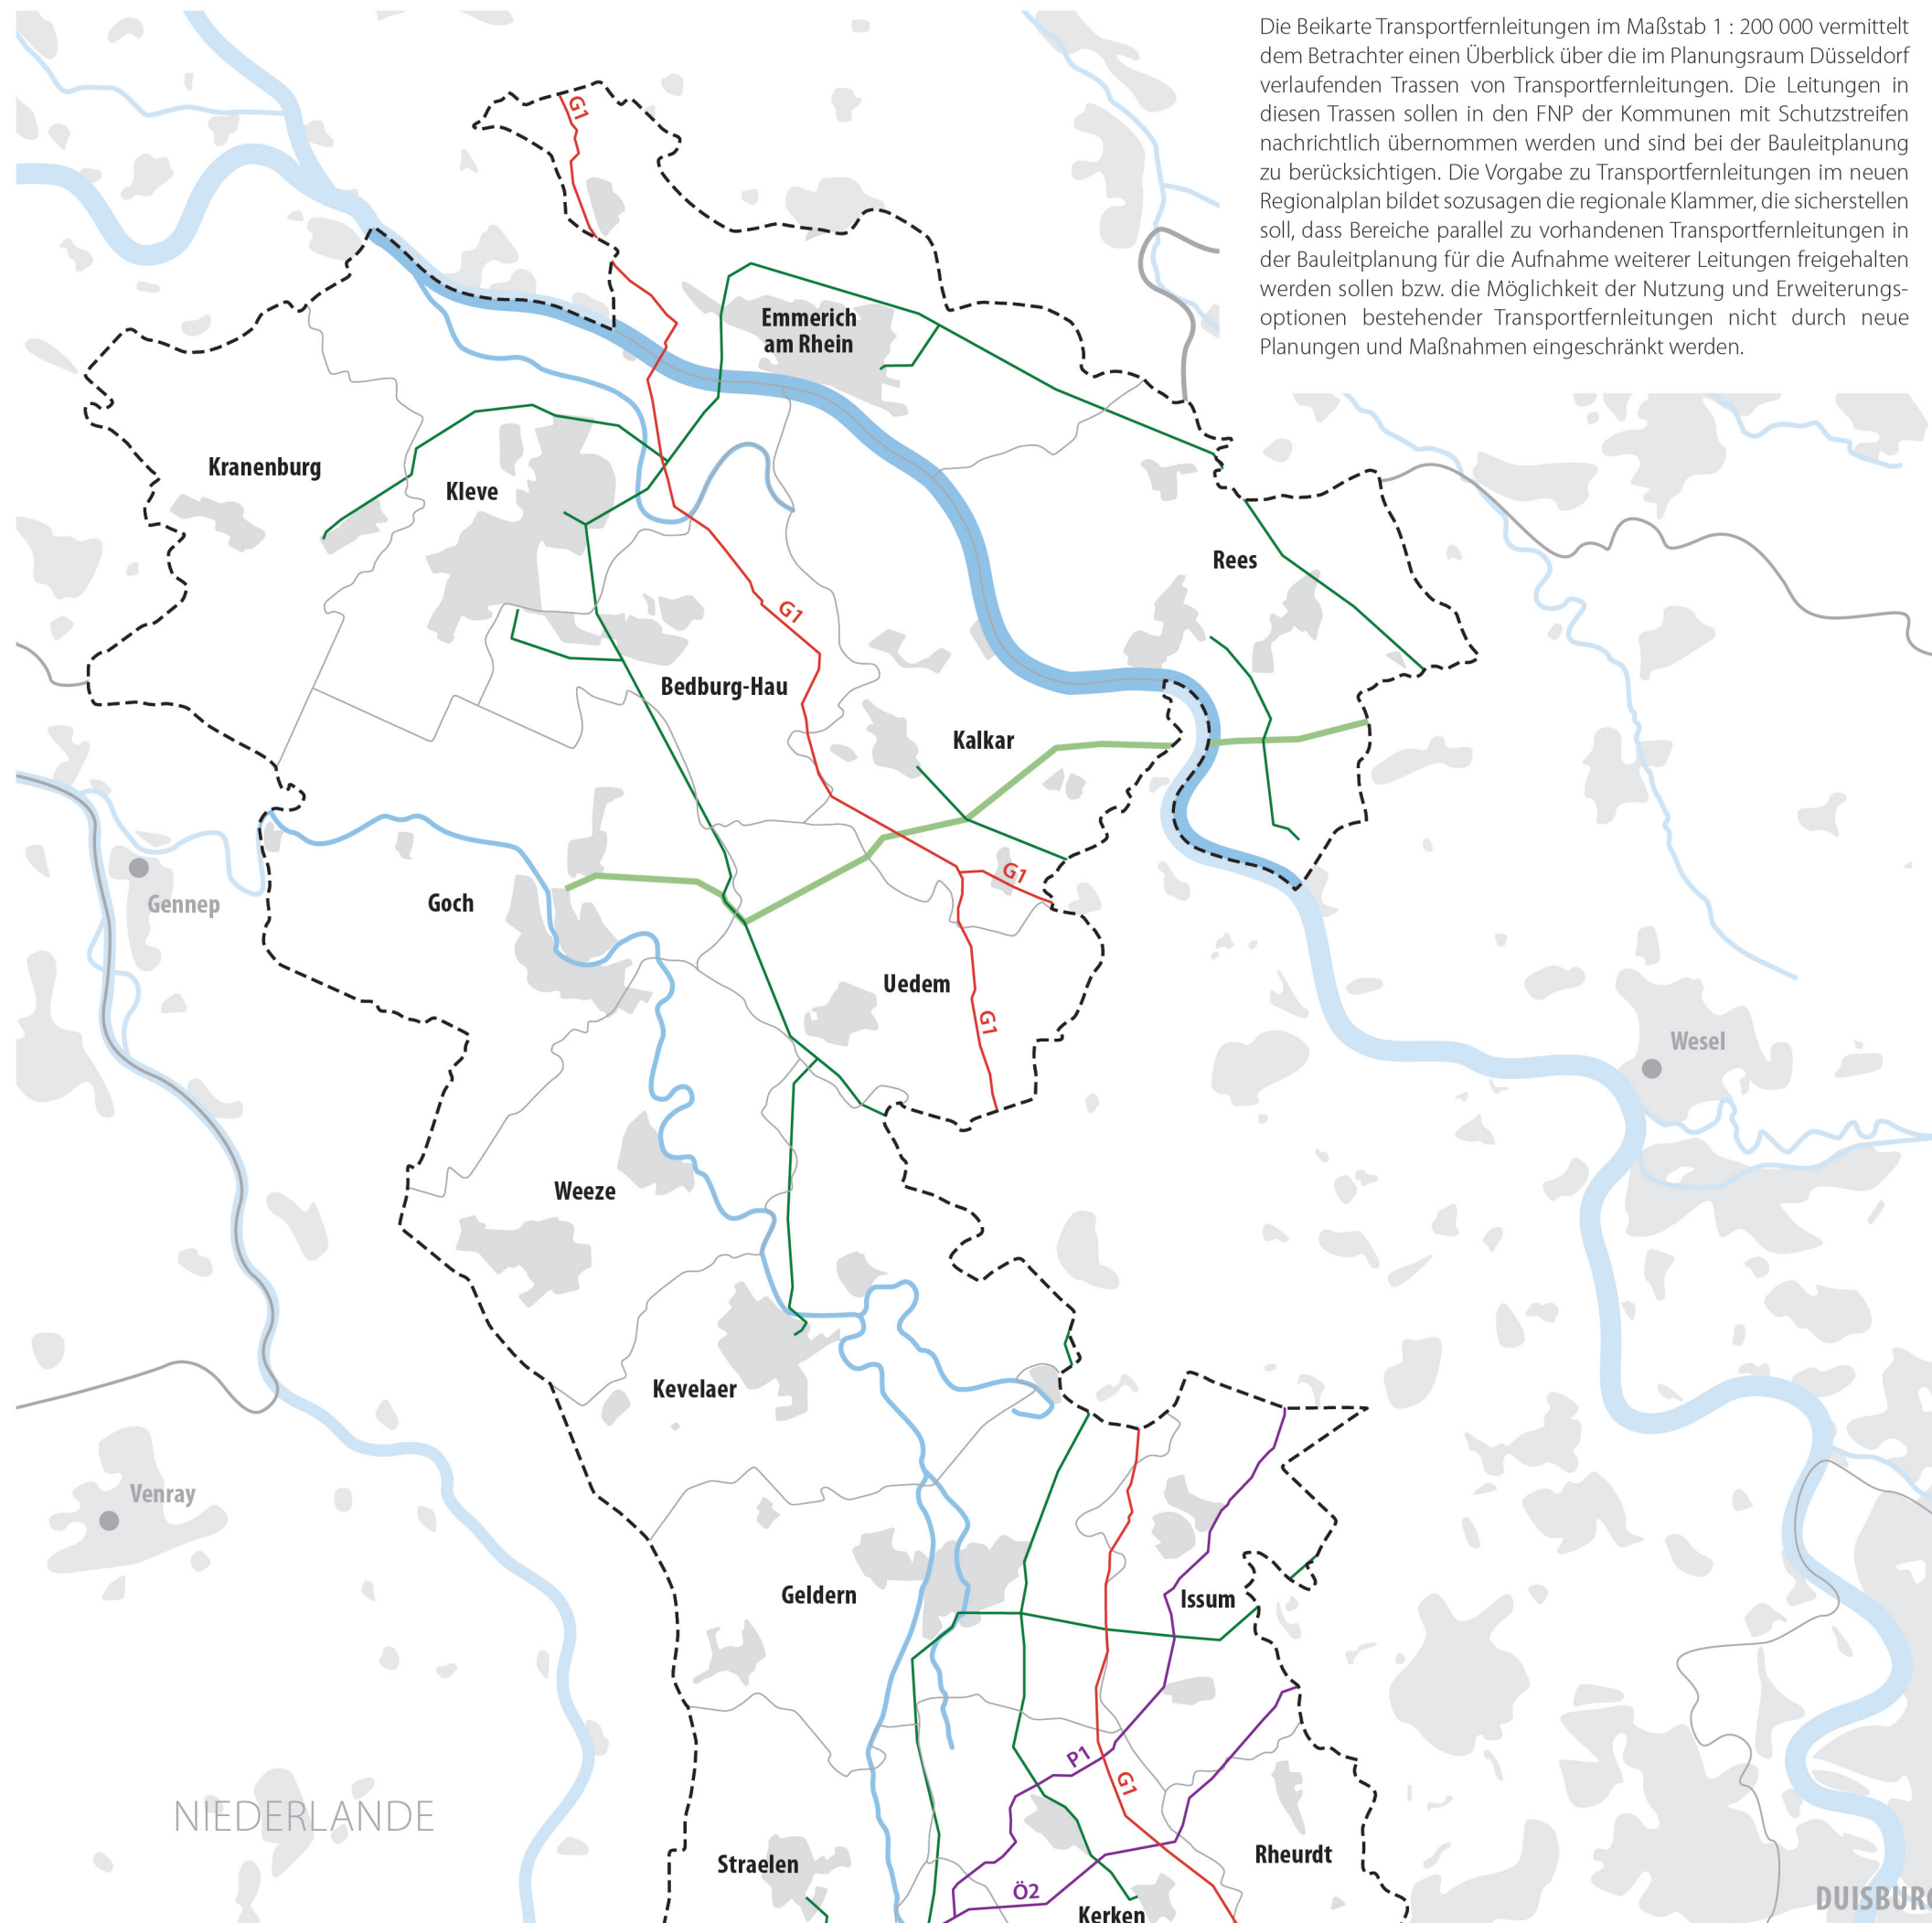 Die Beikarte Transportfernleitungen im Maßstab 1 : 200 000 vermittelt
dem Betrachter einen Überblick über die im Planungsraum Düsseldorf
verlaufenden Trassen von Transportfernleitungen. Die Leitungen in
diesen Trassen sollen in den FNP der Kommunen mit Schutzstreifen
nachrichtlich übernommen werden und sind bei der Bauleitplanung
zu berücksichtigen. Die Vorgabe zu Transportfernleitungen im neuen
Regionalplan bildet sozusagen die regionale Klammer, die sicherstellen
soll, dass Bereiche parallel zu vorhandenen Transportfernleitungen in
der Bauleitplanung für die Aufnahme weiterer Leitungen freigehalten
werden sollen bzw. die Möglichkeit der Nutzung und Erweiterungs-
optionen bestehender Transportfernleitungen nicht durch neue
Planungen und Maßnahmen eingeschränkt werden.
G1
Emmerich
am Rhein
Kranenburg
Kleve
Rees
G1
Bedburg-Hau
Kalkar
G1
Gennep
Goch
Uedem
G1
Wesel
Weeze
Kevelaer
Venray
Geldern
Issum
P1
G1
NIEDERLANDE
Straelen
Rheurdt
Ö2
DUISBURG
Kerken